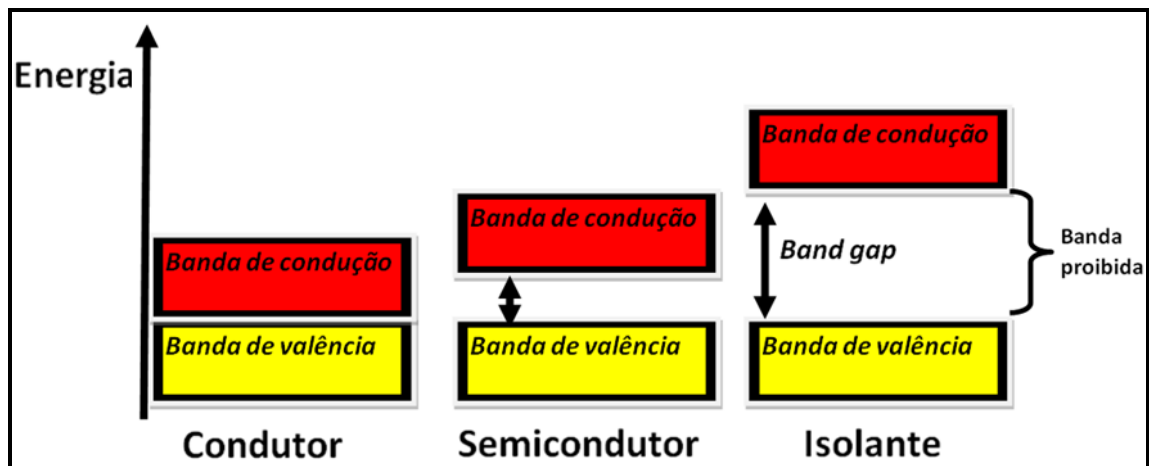 Energia
Banda de condução
Banda de condução
Banda de condução
Band gap
Banda
proibida
Banda de valência
Banda de valência
Banda de valência
Condutor
Semicondutor
Isolante